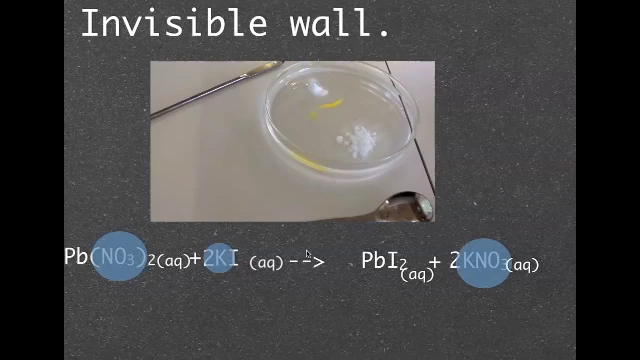 Invisible wall.
Pb(NO₃)₂(aq)+2KI (aq) --> PbI₂(aq)+ 2KNO₃(aq)